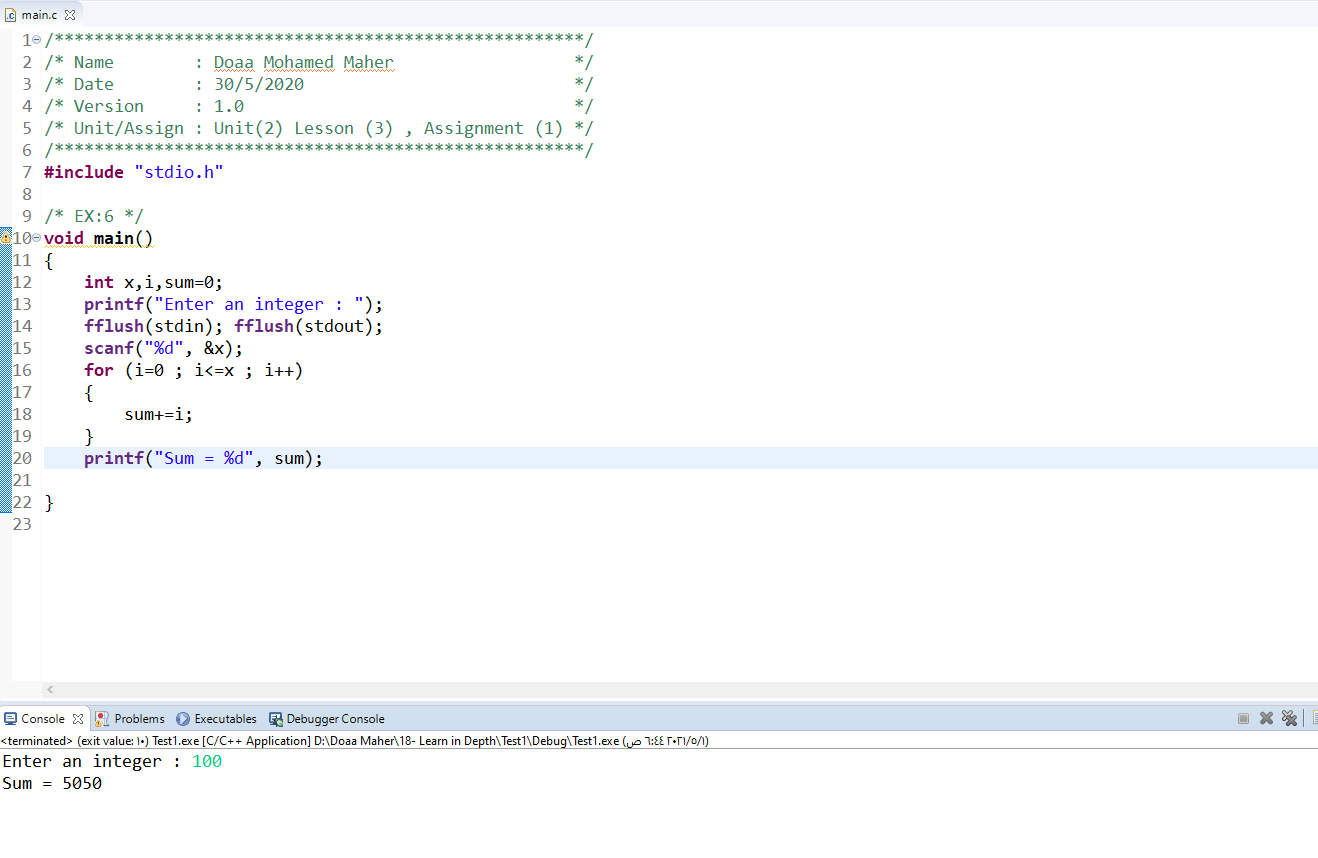 main.c
1 /*****************************************************/
2 /* Name        : Doaa Mohamed Maher                  */
3 /* Date        : 30/5/2020                           */
4 /* Version     : 1.0                                 */
5 /* Unit/Assign : Unit(2) Lesson (3) , Assignment (1) */
6 /*****************************************************/
7 #include "stdio.h"
8
9 /* EX:6 */
10 void main()
11 {
12     int x,i,sum=0;
13     printf("Enter an integer : ");
14     fflush(stdin); fflush(stdout);
15     scanf("%d", &x);
16     for (i=0 ; i<=x ; i++)
17     {
18         sum+=i;
19     }
20     printf("Sum = %d", sum);
21
22 }
23
Console Problems Executables Debugger Console
<terminated> (exit value: ١٠) Test1.exe [C/C++ Application] D:\Doaa Maher\18- Learn in Depth\Test1\Debug\Test1.exe (٢٠٢١/٥/١ ٦:٤٤ ص)
Enter an integer : 100
Sum = 5050